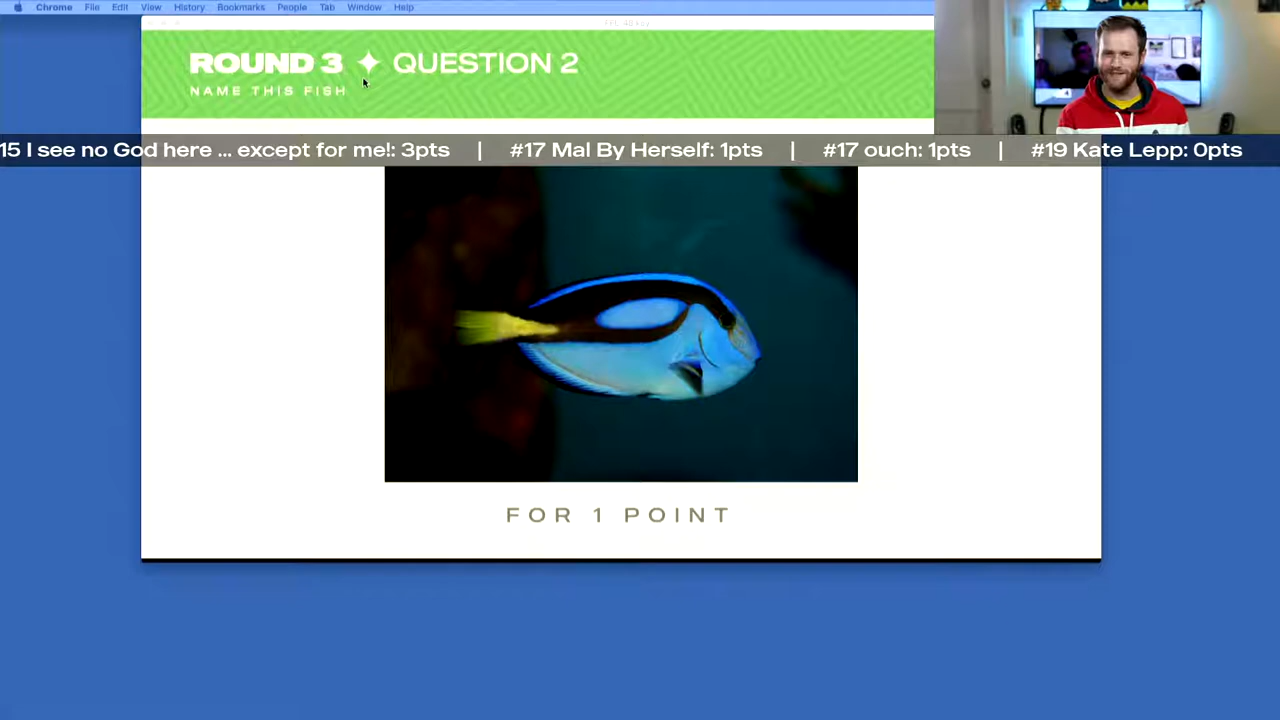 Chrome File Edit View History Bookmarks People Tab Window Help
ROUND 3 ✦ QUESTION 2
NAME THIS FISH
15 I see no God here ... except for me!: 3pts | #17 Mal By Herself: 1pts | #17 ouch: 1pts | #19 Kate Lepp: 0pts
FOR 1 POINT